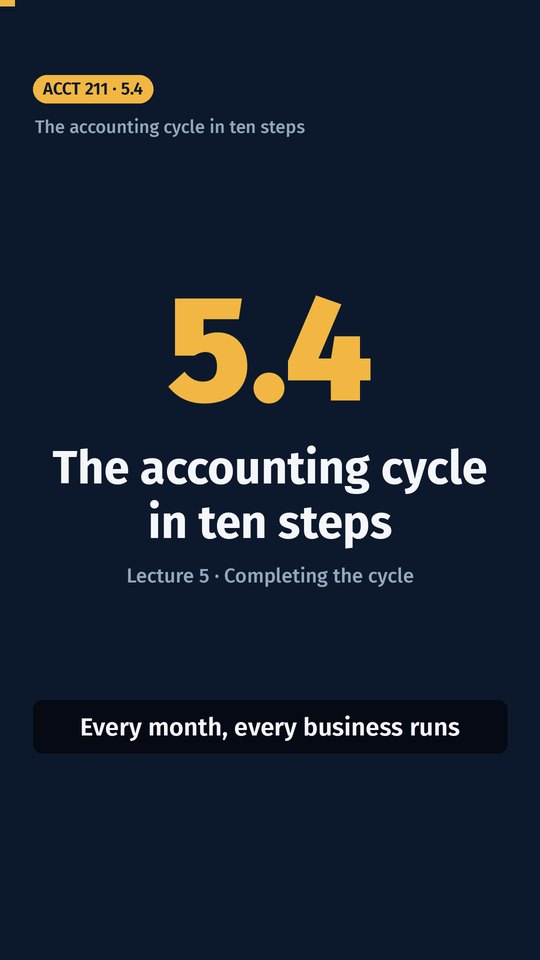 ACCT 211 · 5.4
The accounting cycle in ten steps
5.4
The accounting cycle
in ten steps
Lecture 5 · Completing the cycle
Every month, every business runs